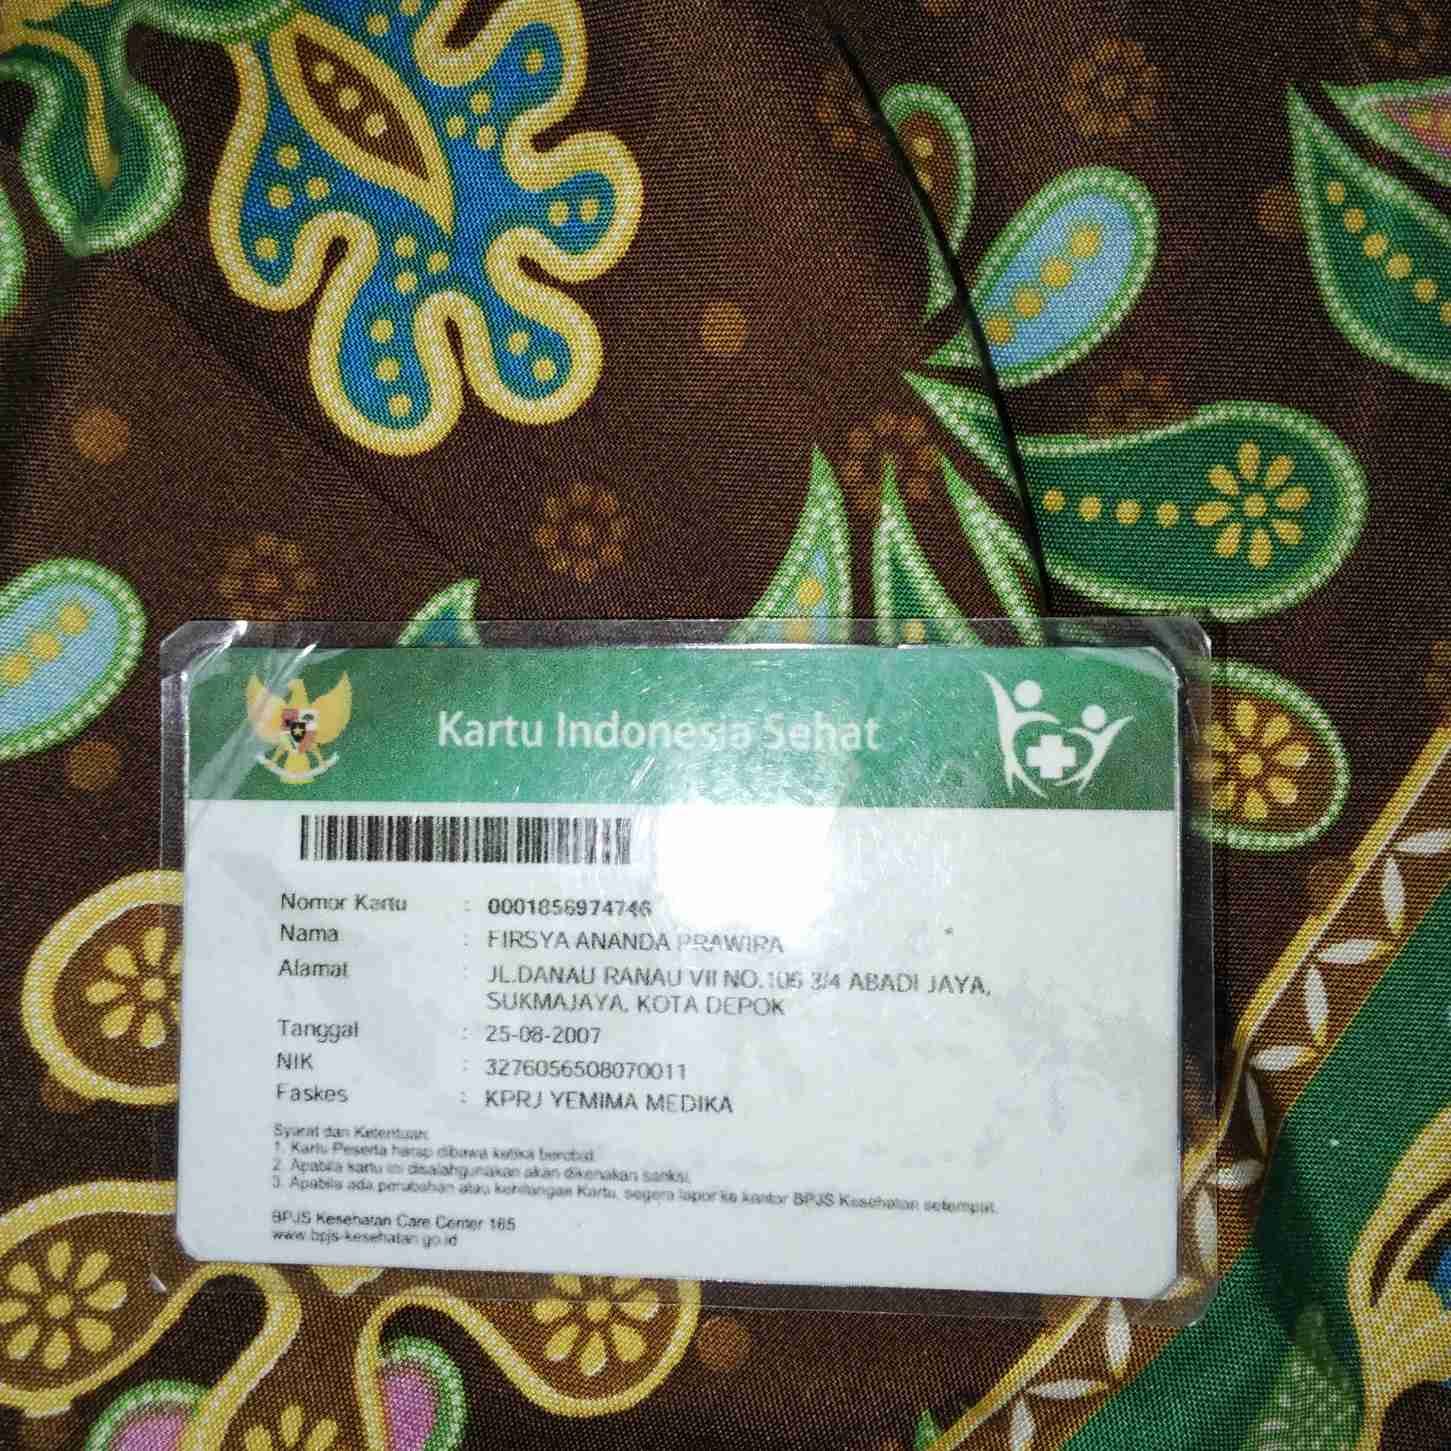 Kartu Indonesia Sehat
Nomor Kartu : 0001856974746
Nama : FIRSYA ANANDA PRAWIRA
Alamat : JL.DANAU RANAU VII NO.106 3/4 ABADI JAYA,
SUKMAJAYA, KOTA DEPOK
Tanggal : 25-08-2007
NIK : 3276056508070011
Faskes : KPRJ YEMIMA MEDIKA
Syarat dan Ketentuan:
1. Kartu Peserta harap dibawa ketika berobat.
2. Apabila kartu ini disalahgunakan akan dikenakan sanksi.
3. Apabila ada perubahan atau kehilangan Kartu, segera lapor ke kantor BPJS Kesehatan setempat.
BPJS Kesehatan Care Center 165
www.bpjs-kesehatan.go.id